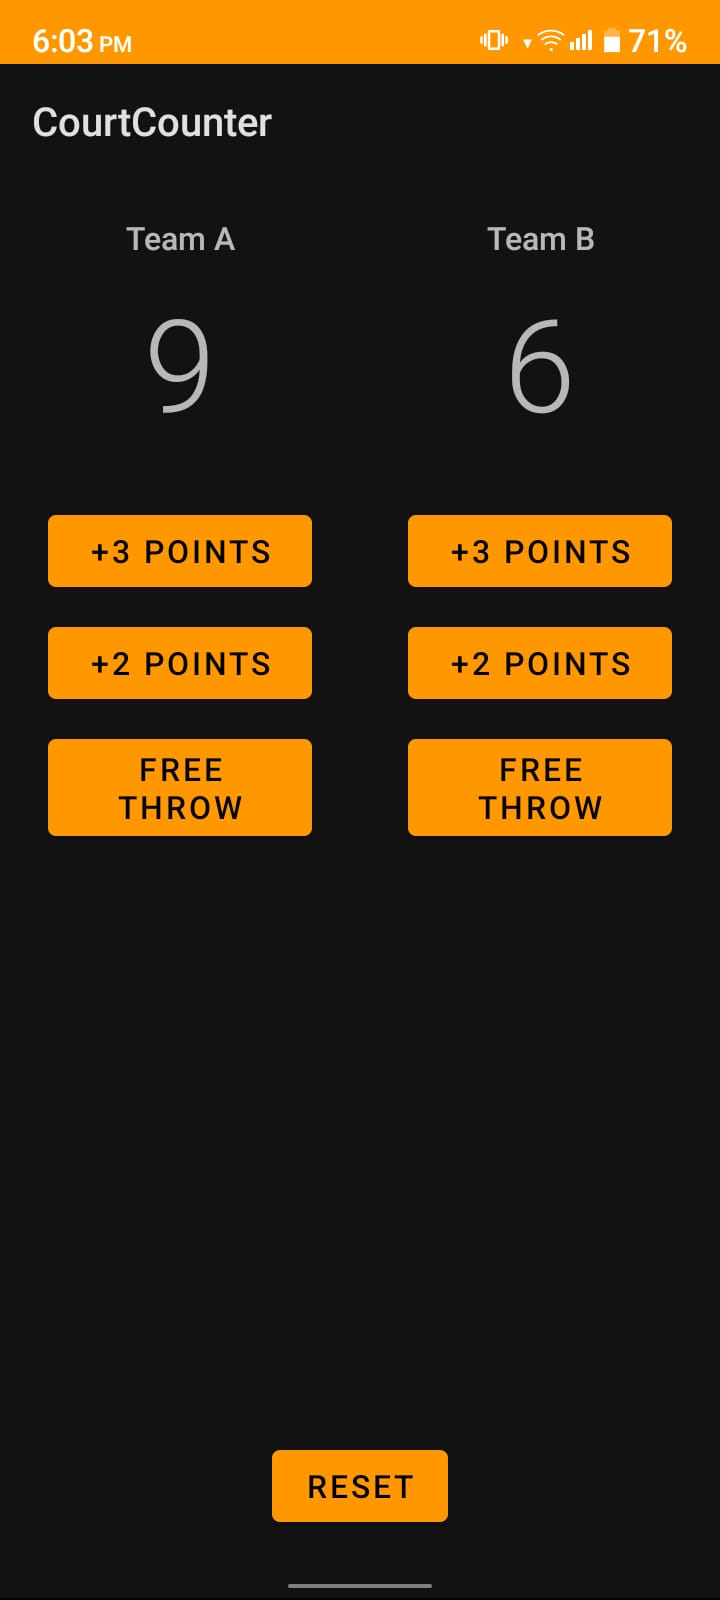 6:03 PM 71%
CourtCounter
Team A Team B
9 6
+3 POINTS +3 POINTS
+2 POINTS +2 POINTS
FREE THROW FREE THROW
RESET